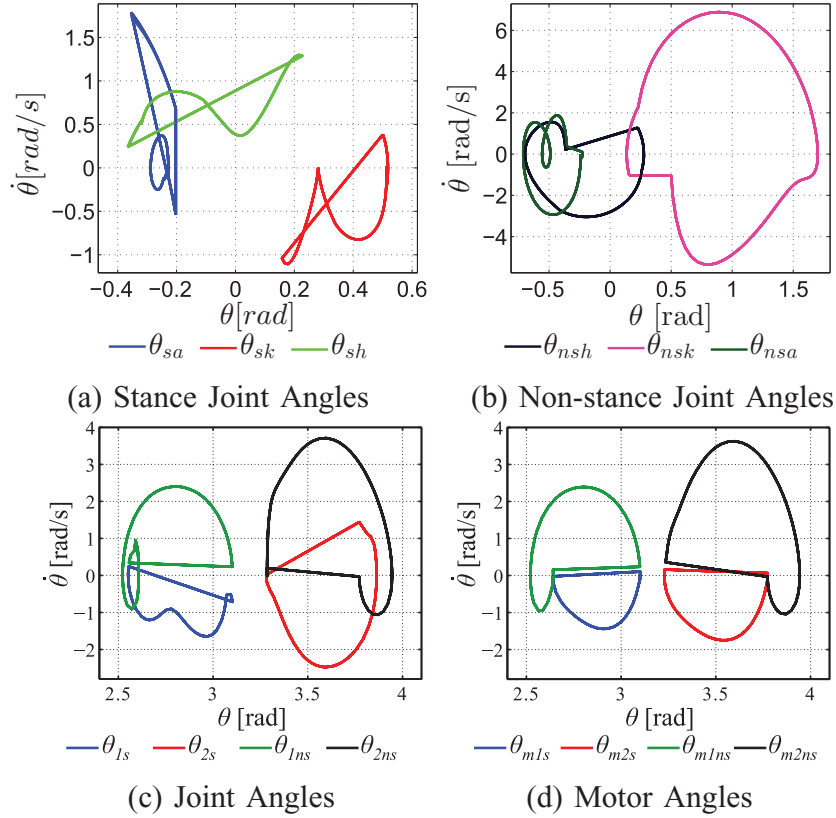 1.5
1
0.5
0
−0.5
−1
θ̇[rad/s]
−0.4 −0.2 0 0.2 0.4 0.6
θ[rad]
θsa θsk θsh
(a) Stance Joint Angles
6
4
2
0
−2
−4
θ̇ [rad/s]
−0.5 0 0.5 1 1.5
θ [rad]
θnsh θnsk θnsa
(b) Non-stance Joint Angles
4
3
2
1
0
−1
−2
θ̇ [rad/s]
2.5 3 3.5 4
θ [rad]
θ1s θ2s θ1ns θ2ns
(c) Joint Angles
4
3
2
1
0
−1
−2
θ̇ [rad/s]
2.5 3 3.5 4
θ [rad]
θm1s θm2s θm1ns θm2ns
(d) Motor Angles